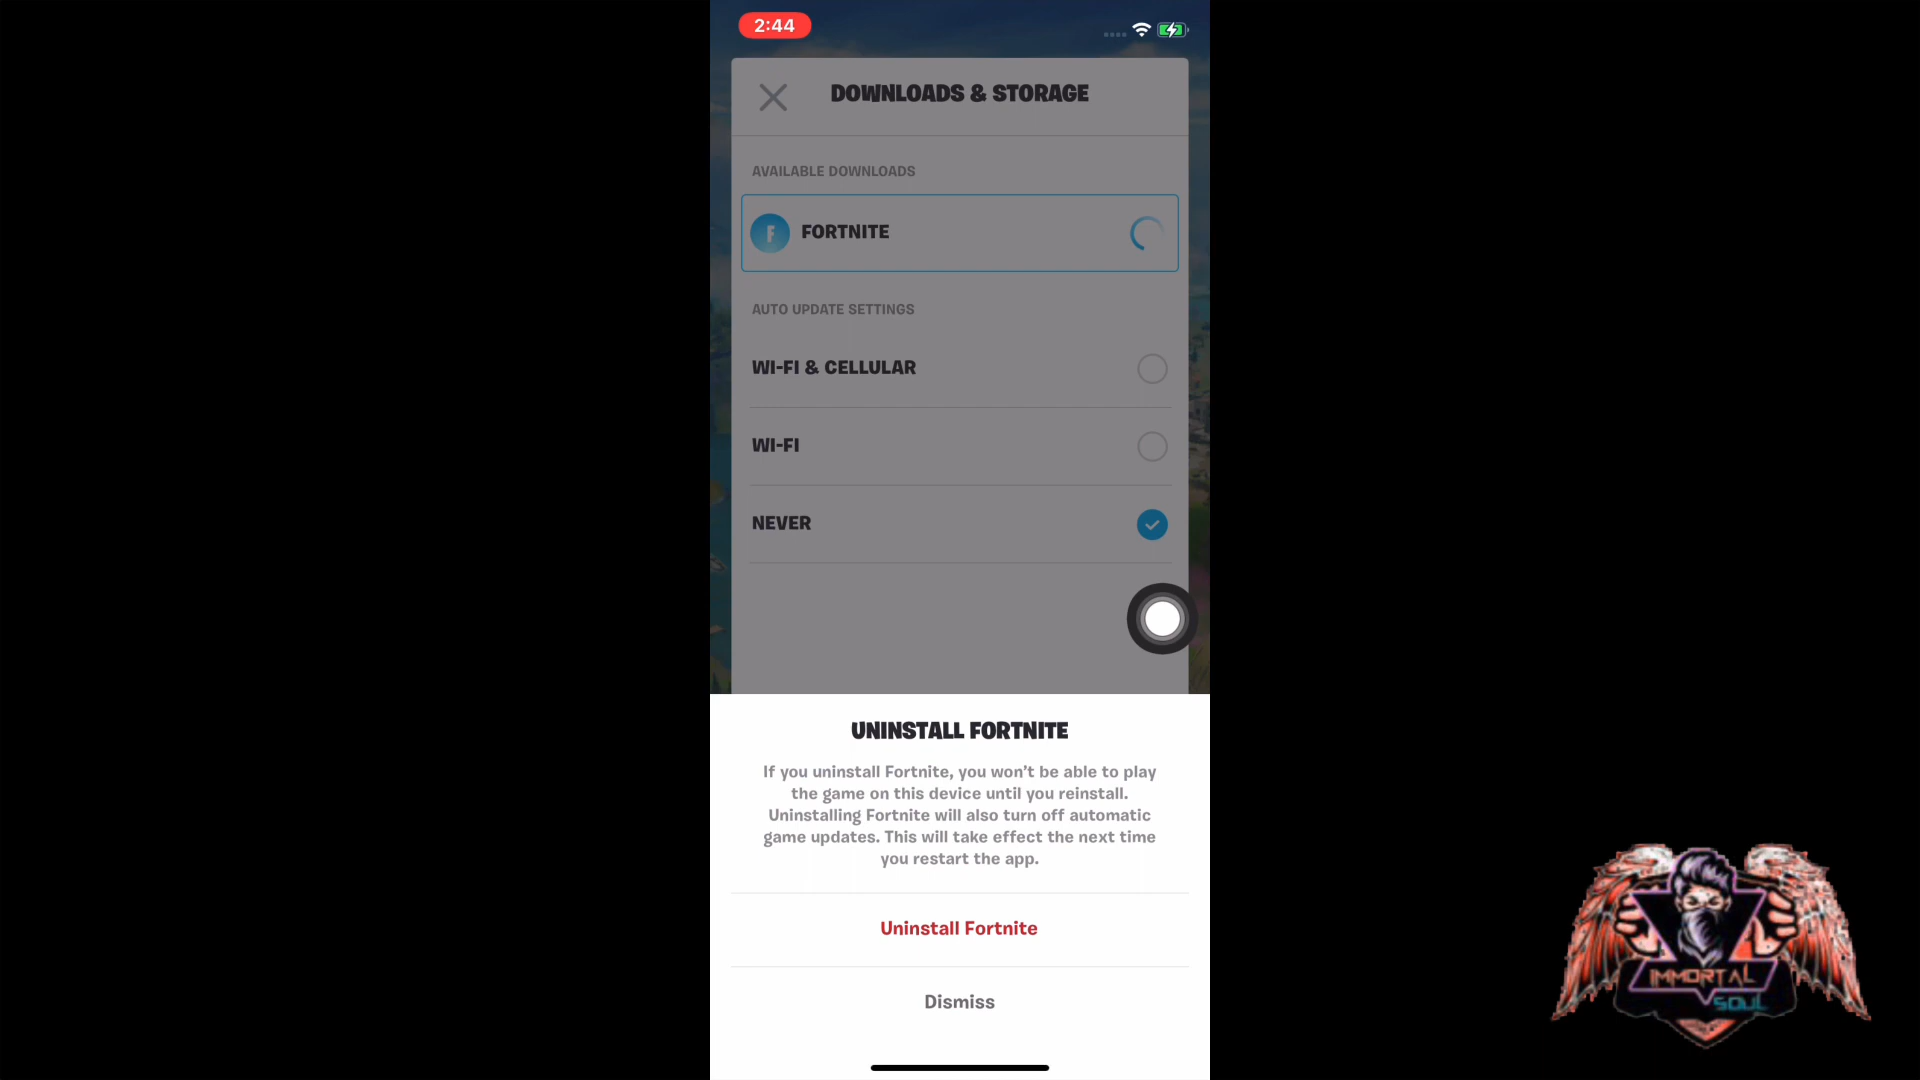 2:44
DOWNLOADS & STORAGE
AVAILABLE DOWNLOADS
F
FORTNITE
AUTO UPDATE SETTINGS
WI-FI & CELLULAR
WI-FI
NEVER
UNINSTALL FORTNITE
If you uninstall Fortnite, you won't be able to play
the game on this device until you reinstall.
Uninstalling Fortnite will also turn off automatic
game updates. This will take effect the next time
you restart the app.
Uninstall Fortnite
Dismiss
IMMORTAL
SOUL